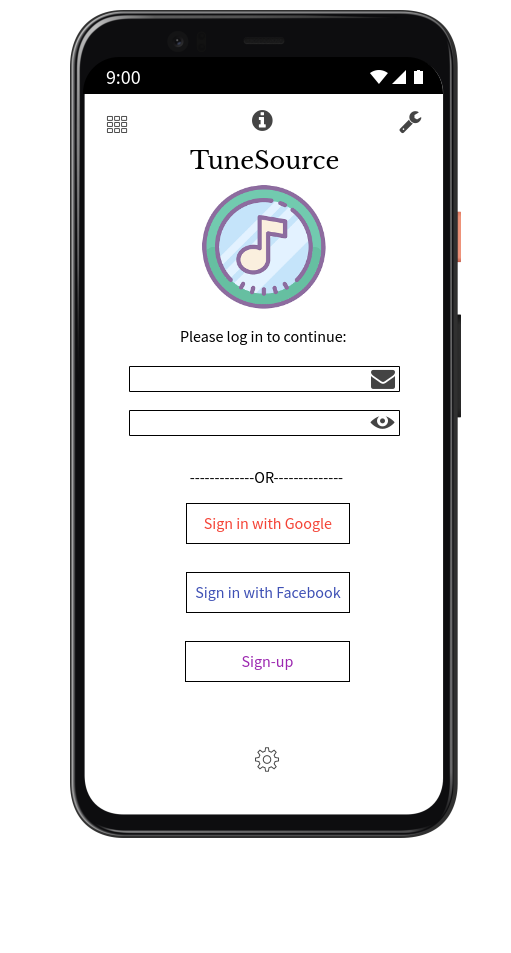 9:00
TuneSource
Please log in to continue:
-------------OR--------------
Sign in with Google
Sign in with Facebook
Sign-up